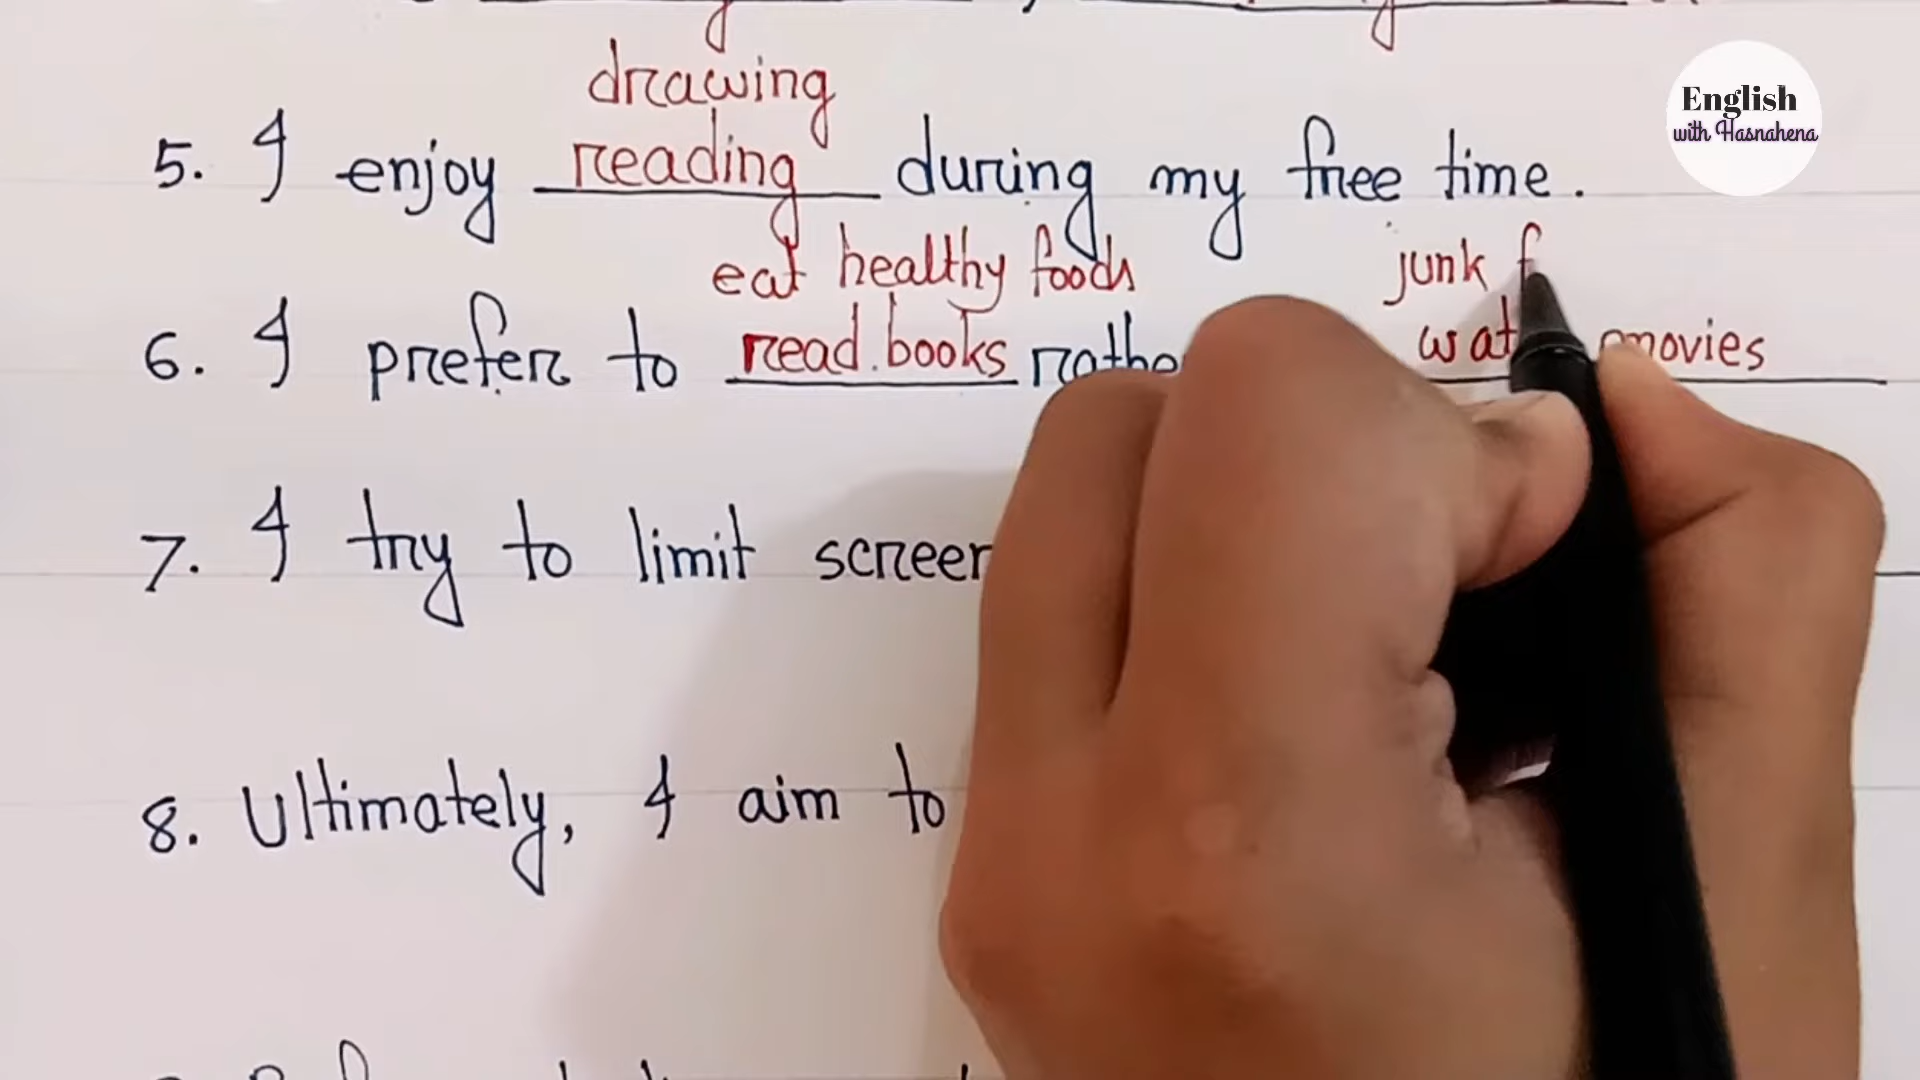 English
with Hasnahena
drawing
5. I enjoy reading during my free time.
eat healthy foods junk f
6. I prefer to read books movies
7. I try to limit screen
8. Ultimately, I aim to